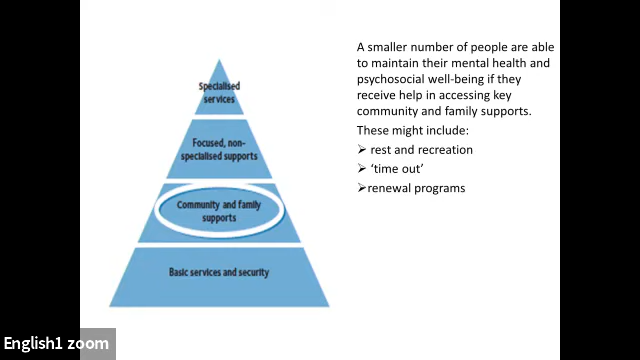 A smaller number of people are able
to maintain their mental health and
psychosocial well-being if they
receive help in accessing key
community and family supports.
These might include:
➢ rest and recreation
➢ ‘time out’
➢renewal programs
Specialised
services
Focused, non-
specialised supports
Community and family
supports
Basic services and security
English1 zoom